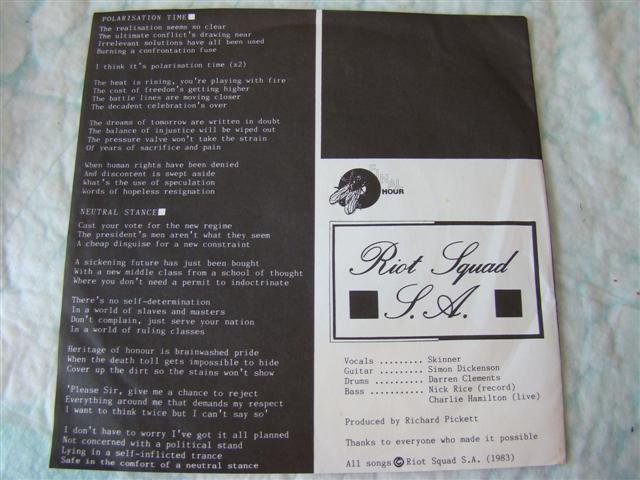 POLARISATION TIME
The realisation seems so clear
The ultimate conflict's drawing near
Irrelevant solutions have all been used
Burning a confrontation fuse
I think it's polarisation time (x2)
The heat is rising, you're playing with fire
The cost of freedom's getting higher
The battle lines are moving closer
The decadent celebration's over
The dreams of tomorrow are written in doubt
The balance of injustice will be wiped out
The pressure valve won't take the strain
Of years of sacrifice and pain
When human rights have been denied
And discontent is swept aside
What's the use of speculation
Words of hopeless resignation
NEUTRAL STANCE
Cast your vote for the new regime
The president's men aren't what they seem
A cheap disguise for a new constraint
A sickening future has just been bought
With a new middle class from a school of thought
Where you don't need a permit to indoctrinate
There's no self-determination
In a world of slaves and masters
Don't complain, just serve your nation
In a world of ruling classes
Heritage of honour is brainwashed pride
When the death toll gets impossible to hide
Cover up the dirt so the stains won't show
'Please Sir, give me a chance to reject
Everything around me that demands my respect
I want to think twice but I can't say so'
I don't have to worry I've got it all planned
Not concerned with a political stand
Lying in a self-inflicted trance
Safe in the comfort of a neutral stance
FINAL
HOUR
Riot Squad
S.A.
Vocals ......... Skinner
Guitar ......... Simon Dickenson
Drums .......... Darren Clements
Bass ........... Nick Rice (record)
Charlie Hamilton (live)
Produced by Richard Pickett
Thanks to everyone who made it possible
All songs © Riot Squad S.A. (1983)